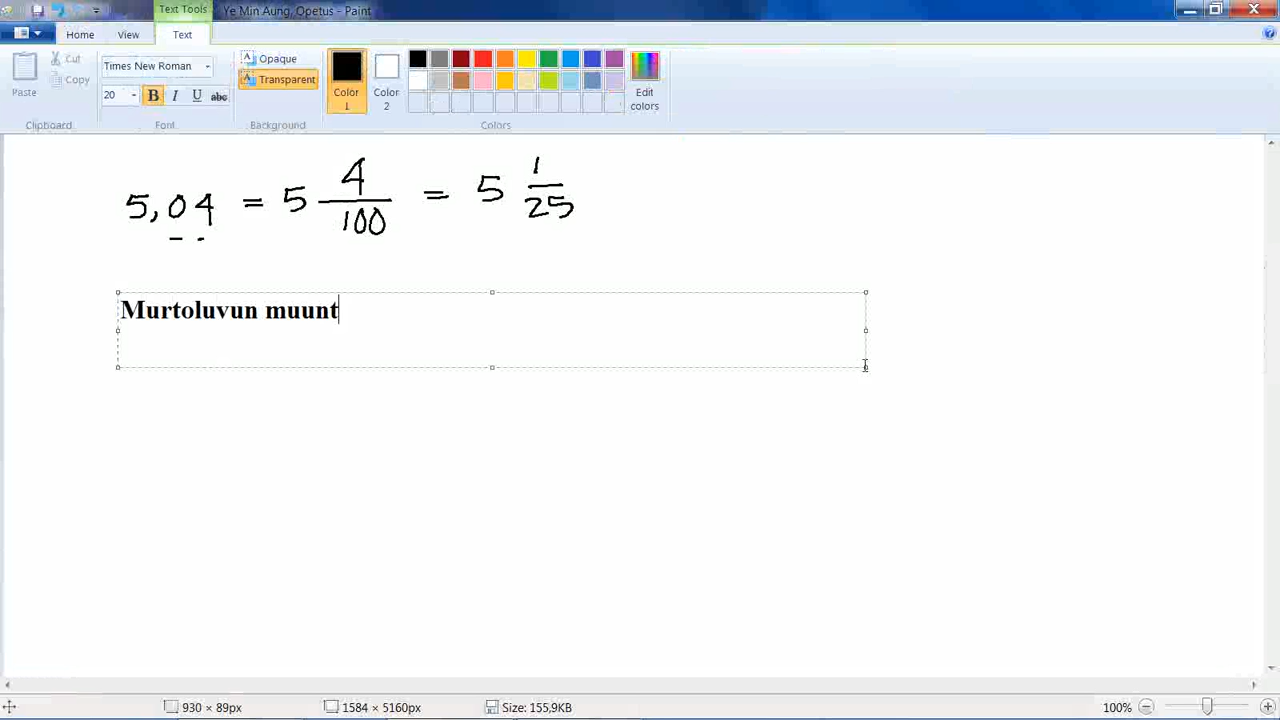 Text Tools
Ye Min Aung, Opetus - Paint
Home View Text
Paste
Cut
Copy
Clipboard
Times New Roman
20 B I U abc
Font
Opaque
Transparent
Background
Color 1
Color 2
Colors
Edit colors
5,04 = 5 4/100 = 5 1/25
Murtoluvun muunt
930 × 89px
1584 × 5160px
Size: 155,9KB
100%